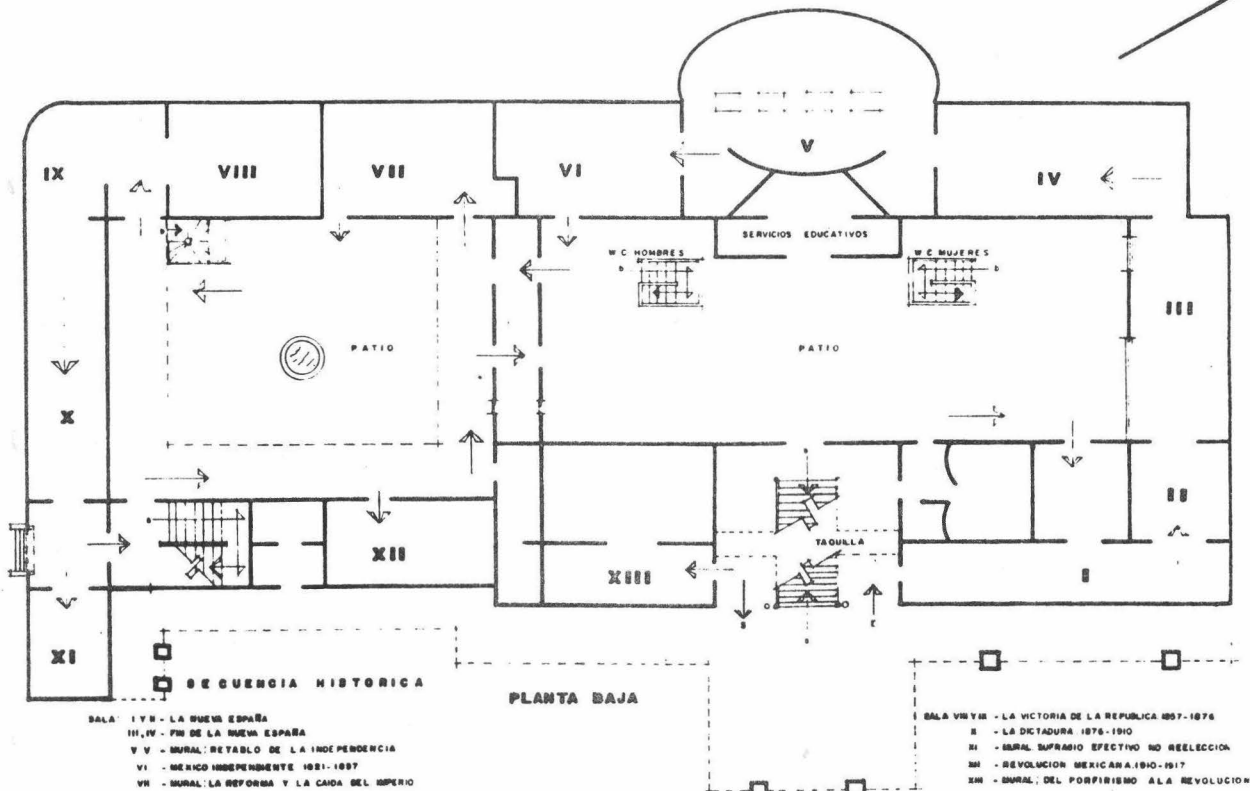 V
IX
VIII
VII
VI
IV
SERVICIOS EDUCATIVOS
W.C. HOMBRES
W.C. MUJERES
b
b
b
III
PATIO
PATIO
X
II
TAQUILLA
XII
XIII
I
S
E
XI
SECUENCIA HISTORICA
PLANTA BAJA
SALA I Y II - LA NUEVA ESPAÑA
III, IV - FIN DE LA NUEVA ESPAÑA
V - MURAL: RETABLO DE LA INDEPENDENCIA
VI - MEXICO INDEPENDIENTE 1821-1857
VII - MURAL: LA REFORMA Y LA CAIDA DEL IMPERIO
SALA VIII Y IX - LA VICTORIA DE LA REPUBLICA 1857-1876
X - LA DICTADURA 1876-1910
XI - MURAL: SUFRAGIO EFECTIVO NO REELECCION
XII - REVOLUCION MEXICANA 1910-1917
XIII - MURAL: DEL PORFIRISMO A LA REVOLUCION